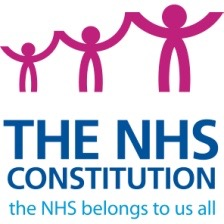 THE NHS
CONSTITUTION
the NHS belongs to us all